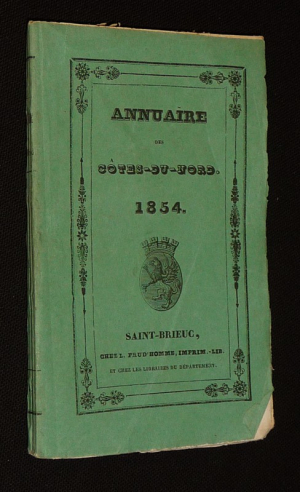 ANNUAIRE
DES
CÔTES-DU-NORD.
1854.
SAINT-BRIEUC,
CHEZ L. PRUD'HOMME, IMPRIM.-LIB.
ET CHEZ LES LIBRAIRES DU DÉPARTEMENT.